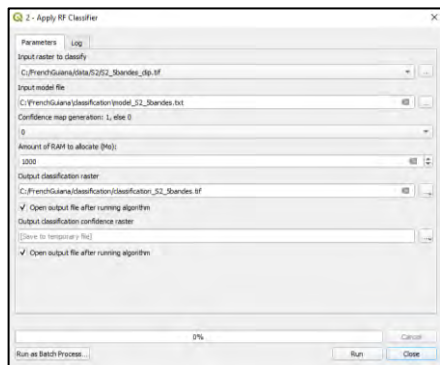 2 - Apply RF Classifier
Parameters Log
Input raster to classify
C:/FrenchGuiana/data/S2/S2_5bandes_clip.tif
Input model file
C:\FrenchGuiana\classification\model_S2_5bandes.txt
Confidence map generation: 1, else 0
0
Amount of RAM to allocate (Mo):
1000
Output classification raster
C:/FrenchGuiana/classification/classification_S2_5bandes.tif
Open output file after running algorithm
Output classification confidence raster
[Save to temporary file]
Open output file after running algorithm
0% Cancel
Run as Batch Process... Run Close